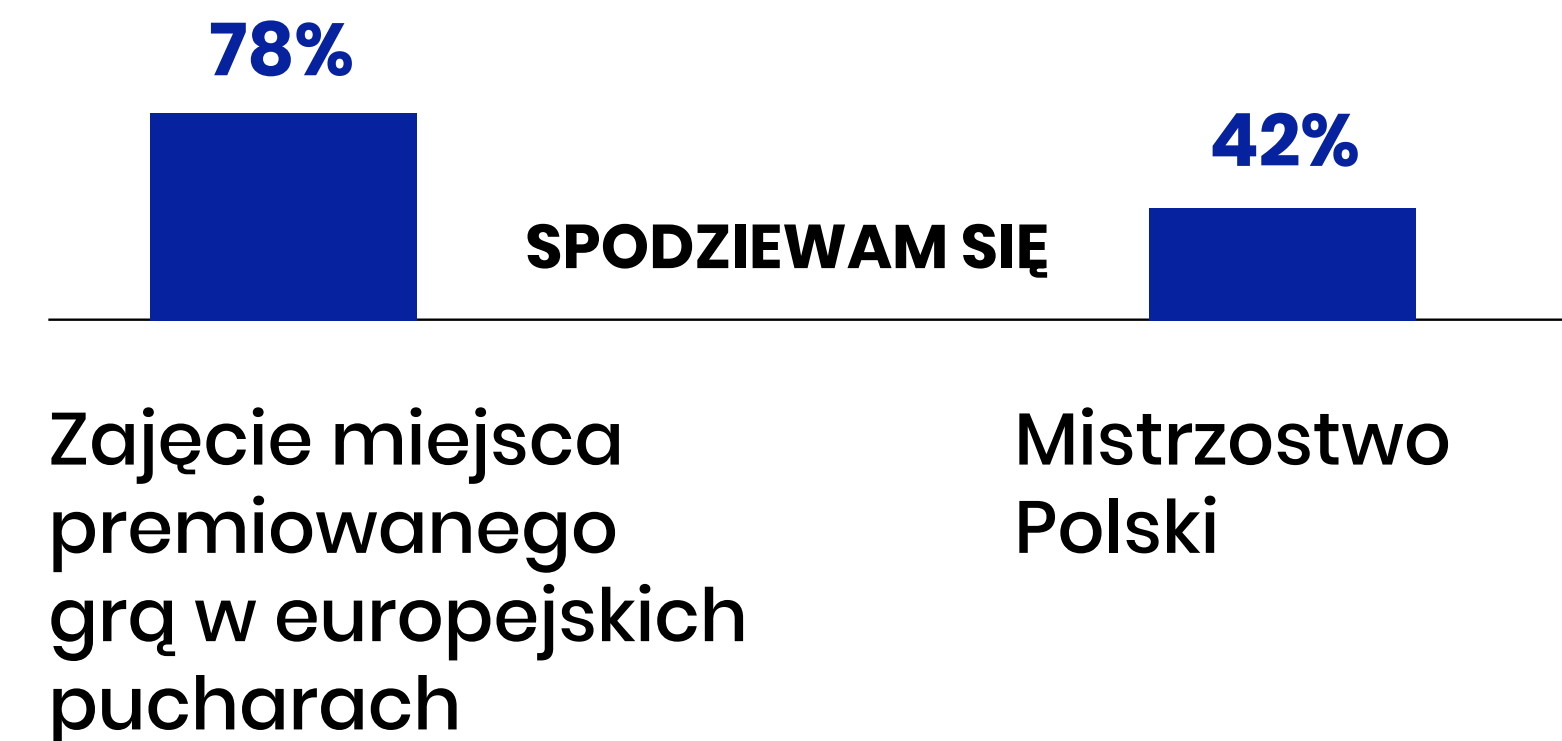 78%
42%
SPODZIEWAM SIĘ
Zajęcie miejsca
premiowanego
grą w europejskich
pucharach
Mistrzostwo
Polski